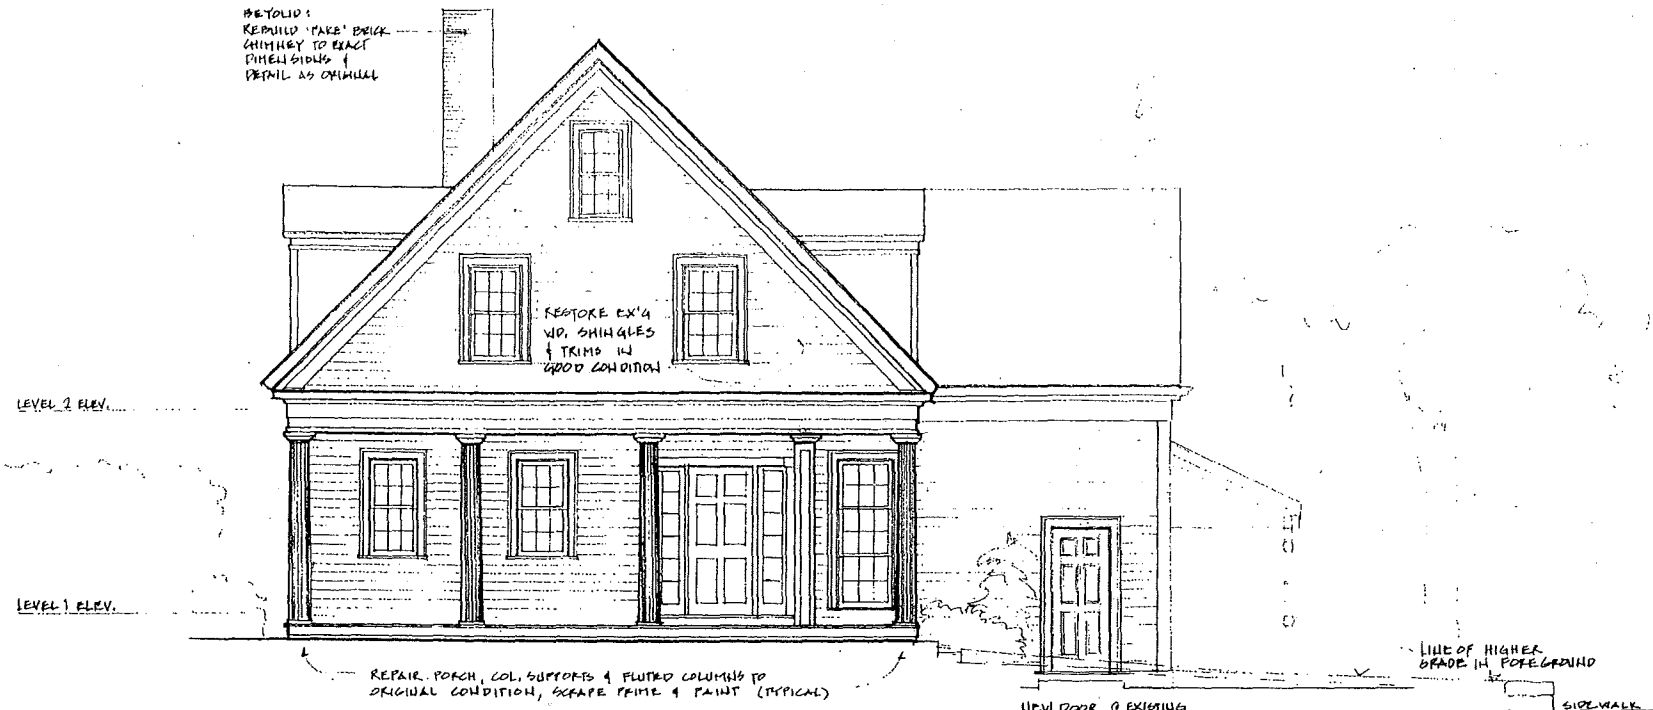 BEYOND:
REBUILD 'FAKE' BRICK
CHIMNEY TO EXACT
DIMENSIONS &
DETAIL AS ORIGINAL
RESTORE EX'G
WD. SHINGLES
& TRIMS IN
GOOD CONDITION
LEVEL 2 ELEV.
LEVEL 1 ELEV.
REPAIR PORCH, COL. SUPPORTS & FLUTED COLUMNS TO
ORIGINAL CONDITION, SCRAPE PRIME & PAINT (TYPICAL)
LINE OF HIGHER
GRADE IN FOREGROUND
NEW DOOR @ EXISTING
SIDEWALK